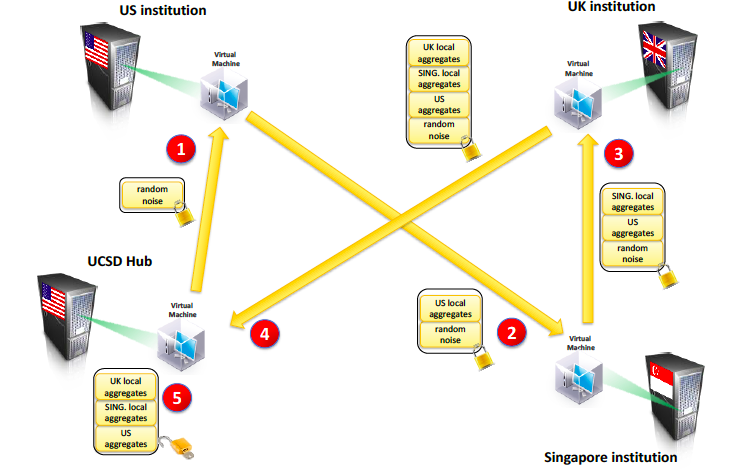 US institution
UK institution
Virtual
Machine
UK local
aggregates
SING. local
aggregates
US
aggregates
random
noise
Virtual
Machine
1
3
random
noise
SING. local
aggregates
US
aggregates
random
noise
UCSD Hub
Virtual
Machine
US local
aggregates
random
noise
2
4
Virtual
Machine
UK local
aggregates
SING. local
aggregates
US
aggregates
5
Singapore institution